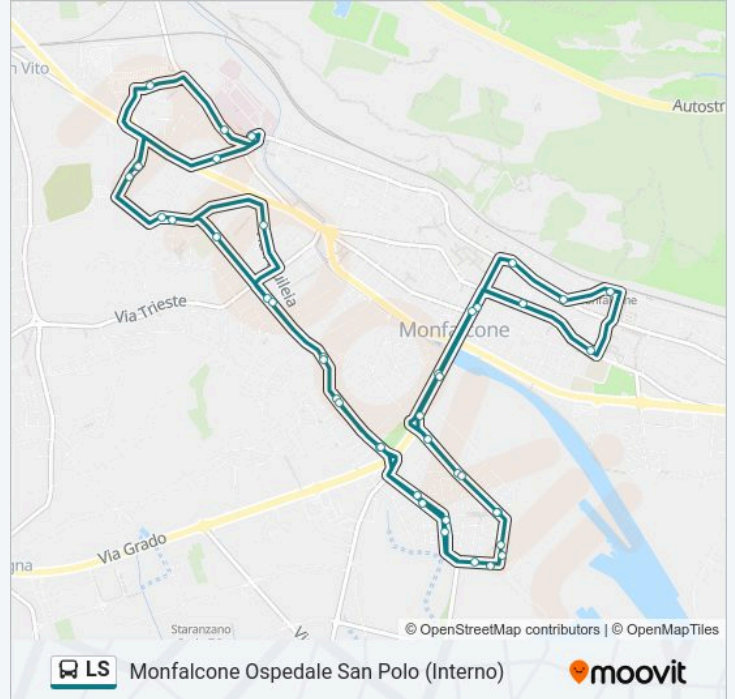 n Vito
Autostr
Via Trieste
uileia
Monfalcone
Via Grado
gna
Staranzano
© OpenStreetMap contributors | © OpenMapTiles
LS Monfalcone Ospedale San Polo (Interno)
moovit